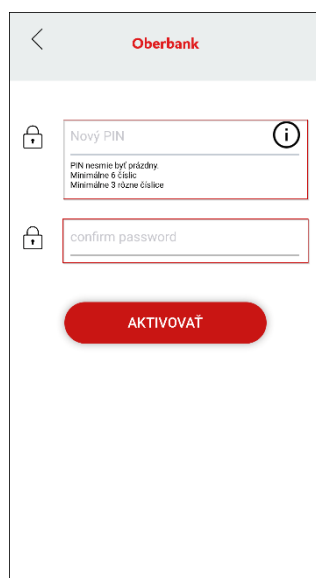 Oberbank
Nový PIN
PIN nesmie byť prázdny.
Minimálne 6 číslic
Minimálne 3 rôzne číslice
confirm password
AKTIVOVAŤ